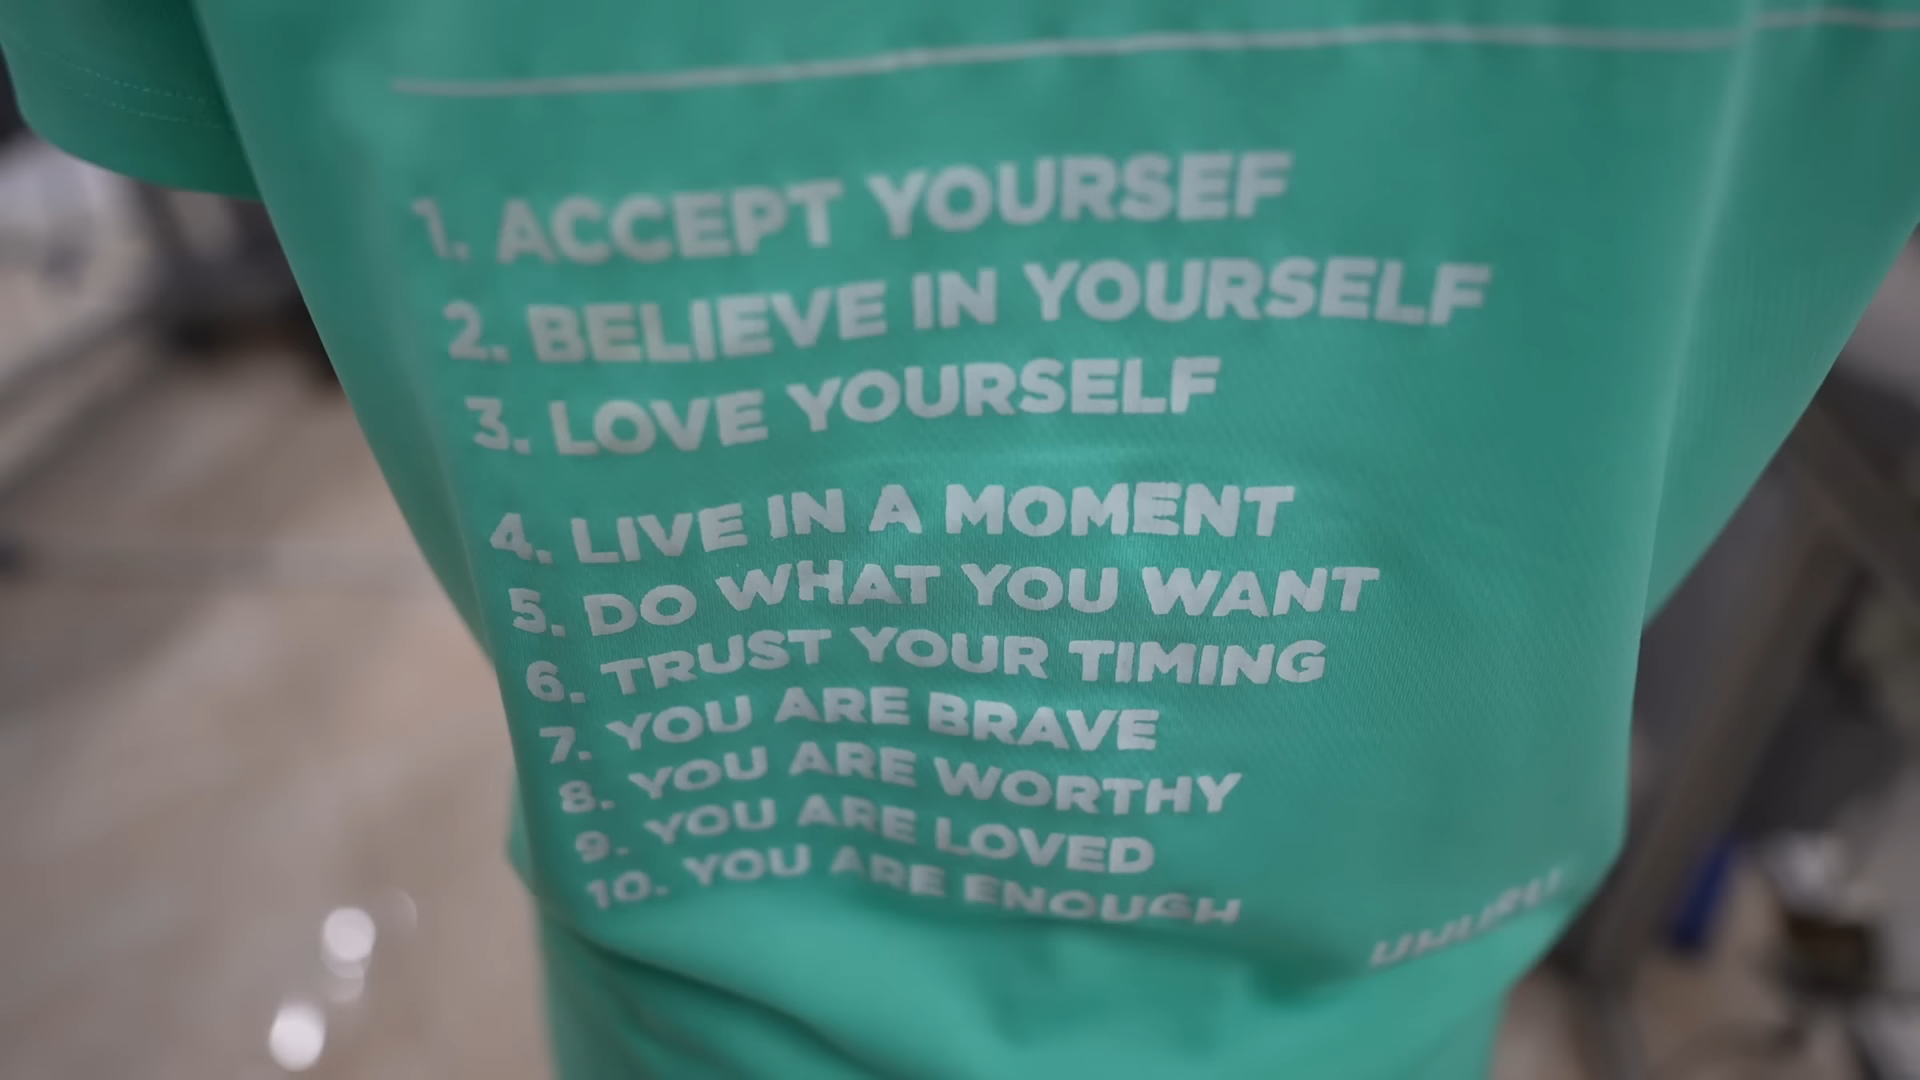 1. ACCEPT YOURSEF
2. BELIEVE IN YOURSELF
3. LOVE YOURSELF
4. LIVE IN A MOMENT
5. DO WHAT YOU WANT
6. TRUST YOUR TIMING
7. YOU ARE BRAVE
8. YOU ARE WORTHY
9. YOU ARE LOVED
10. YOU ARE ENOUGH